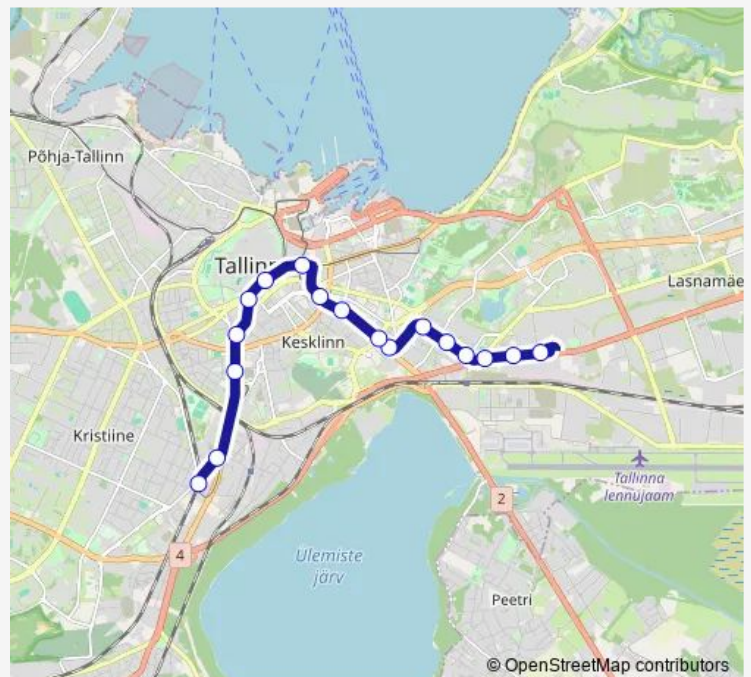 Põhja-Tallinn
Tallinn
Lasnamäe
Kesklinn
Kristiine
Tallinna
lennujaam
2
4
Ülemiste
järv
Peetri
© OpenStreetMap contributors